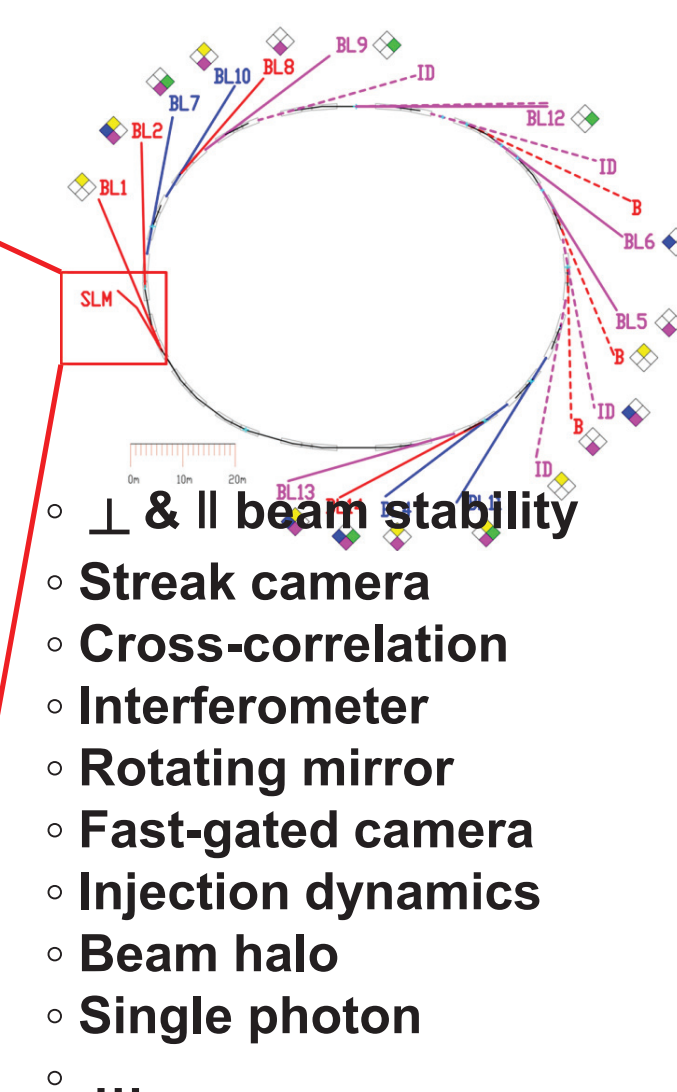 BL9
ID
BL8
BL10
BL7
BL12
BL2
ID
BL1
B
BL6
SLM
BL5
B
ID
B
ID
0m 10m 20m
BL13
◦ ⊥ & || beam stability
◦ Streak camera
◦ Cross-correlation
◦ Interferometer
◦ Rotating mirror
◦ Fast-gated camera
◦ Injection dynamics
◦ Beam halo
◦ Single photon
◦ ...